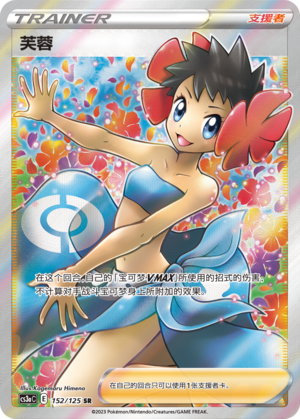 TRAINER
支援者
芙蓉
在这个回合,自己的「宝可梦VMAX」所使用的招式的伤害,
不计算对手战斗宝可梦身上所附加的效果。
Illus. Kagemaru Himeno
在自己的回合只可以使用1张支援者卡。
CS3aC E 152/125 SR
©2023 Pokémon/Nintendo/Creatures/GAME FREAK.